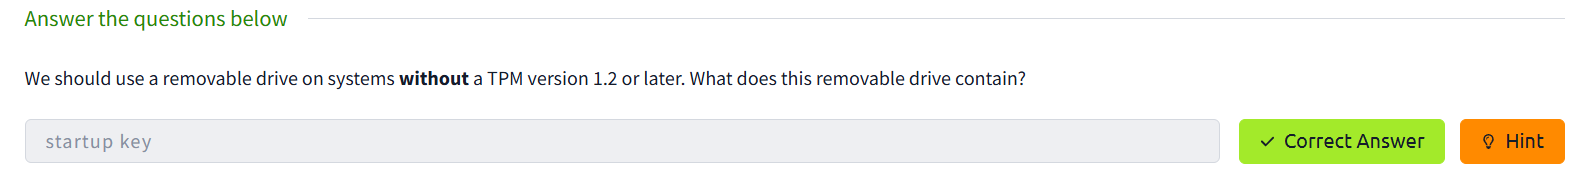 Answer the questions below
We should use a removable drive on systems without a TPM version 1.2 or later. What does this removable drive contain?
startup key
Correct Answer
Hint